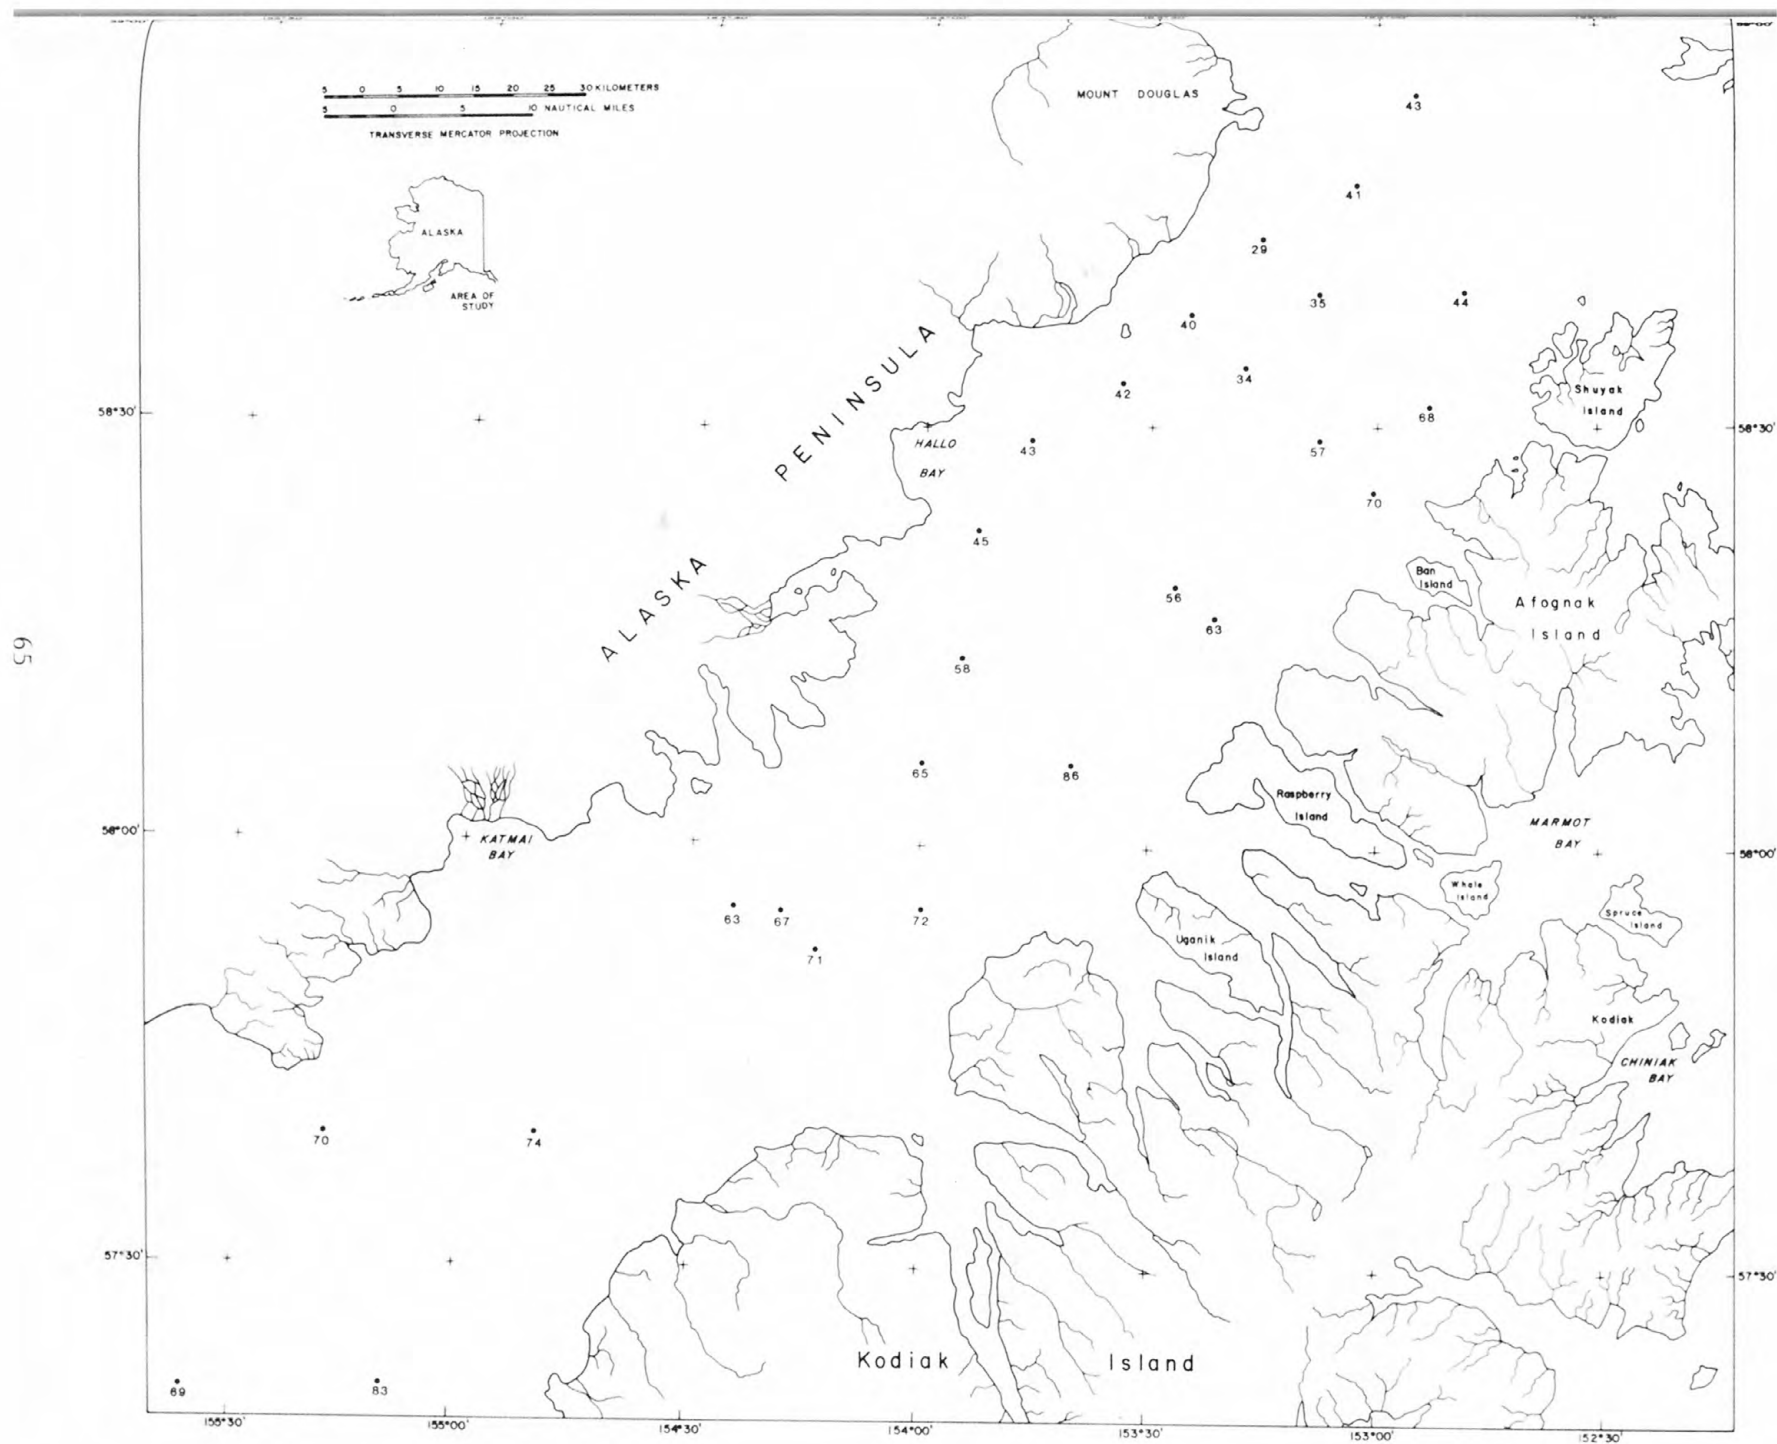 59°00'
5 0 5 10 15 20 25 30 KILOMETERS
5 0 5 10 NAUTICAL MILES
TRANSVERSE MERCATOR PROJECTION
ALASKA
AREA OF
STUDY
MOUNT DOUGLAS
43
41
29
35
44
40
34
42
68
43
57
70
45
56
63
58
65
86
63
67
72
71
70
74
69
83
ALASKA PENINSULA
58°30'
58°30'
HALLO
BAY
Shuyak
Island
Ban
Island
Afognak
Island
65
Raspberry
Island
58°00'
58°00'
KATMAI
BAY
MARMOT
BAY
Whale
Island
Spruce
Island
Uganik
Island
Kodiak
CHINIAK
BAY
57°30'
57°30'
Kodiak Island
155°30' 155°00' 154°30' 154°00' 153°30' 153°00' 152°30'